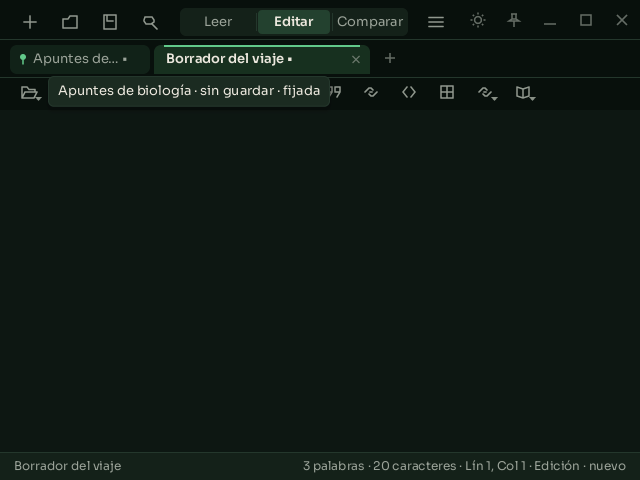 Leer Editar Comparar
Apuntes de... • Borrador del viaje •
Apuntes de biología · sin guardar · fijada
Borrador del viaje 3 palabras · 20 caracteres · Lín 1, Col 1 · Edición · nuevo